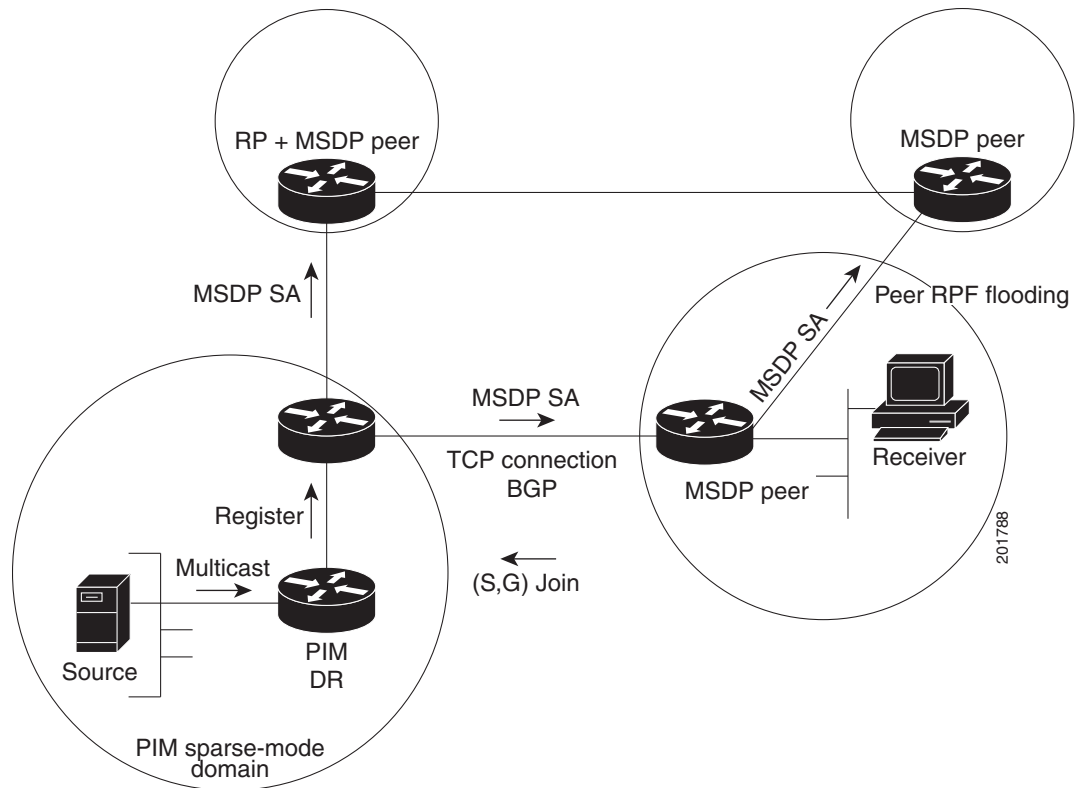 RP + MSDP peer
MSDP peer
MSDP SA
Peer RPF flooding
MSDP SA
MSDP SA
TCP connection
BGP
Receiver
MSDP peer
Register
201788
Multicast
(S,G) Join
Source
PIM
DR
PIM sparse-mode
domain